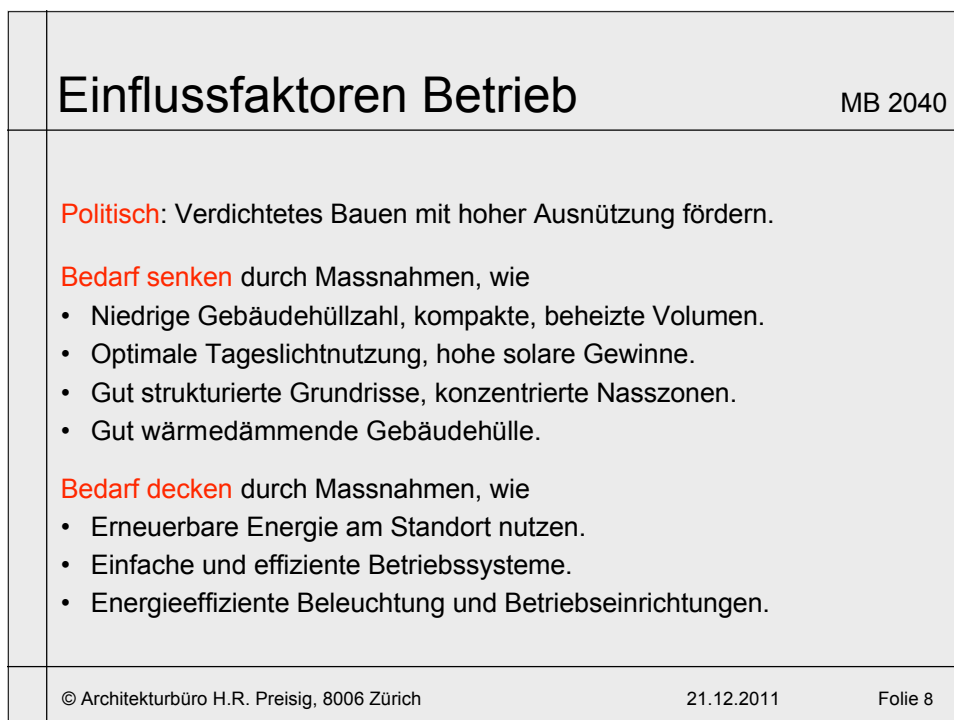 Einflussfaktoren Betrieb MB 2040
Politisch: Verdichtetes Bauen mit hoher Ausnützung fördern.
Bedarf senken durch Massnahmen, wie
• Niedrige Gebäudehüllzahl, kompakte, beheizte Volumen.
• Optimale Tageslichtnutzung, hohe solare Gewinne.
• Gut strukturierte Grundrisse, konzentrierte Nasszonen.
• Gut wärmedämmende Gebäudehülle.
Bedarf decken durch Massnahmen, wie
• Erneuerbare Energie am Standort nutzen.
• Einfache und effiziente Betriebssysteme.
• Energieeffiziente Beleuchtung und Betriebseinrichtungen.
© Architekturbüro H.R. Preisig, 8006 Zürich 21.12.2011 Folie 8